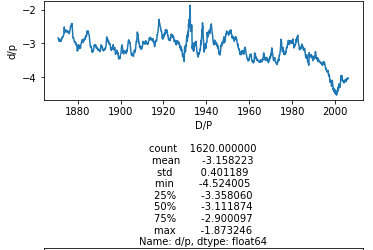 −2
−3
−4
d/p
1880 1900 1920 1940 1960 1980 2000
D/P
count 1620.000000
mean -3.158223
std 0.401189
min -4.524005
25% -3.358060
50% -3.111874
75% -2.900097
max -1.873246
Name: d/p, dtype: float64